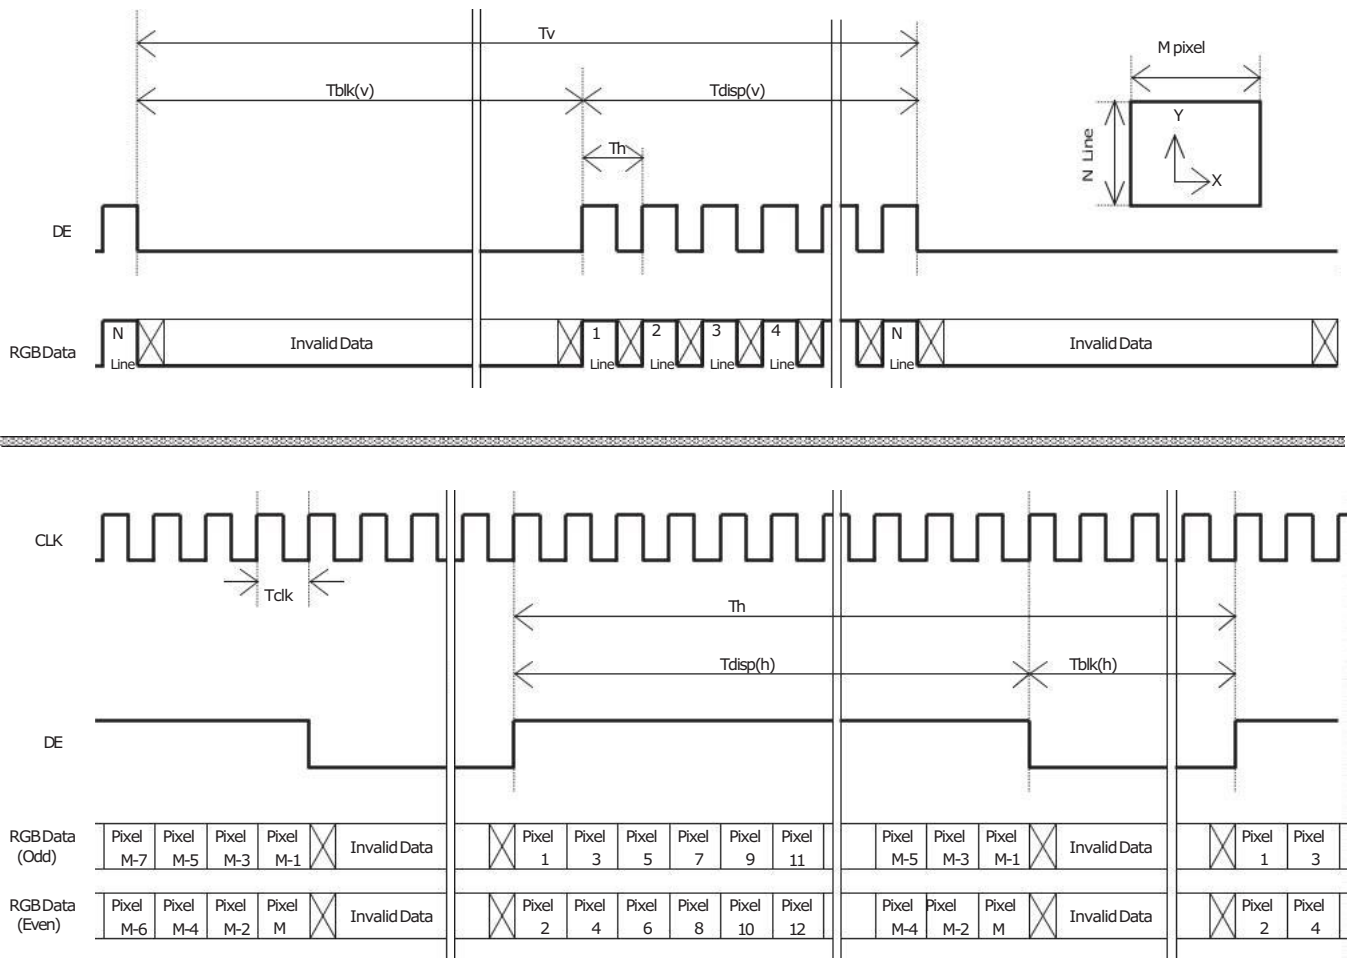 Tv
M pixel
Tblk(v)
Tdisp(v)
Y
Th
N Line
X
DE
N
1
2
3
4
N
RGB Data
Invalid Data
Invalid Data
Line
Line
Line
Line
Line
Line
CLK
Tclk
Th
Tdisp(h)
Tblk(h)
DE
RGB Data
(Odd)
Pixel Pixel Pixel Pixel
M-7 M-5 M-3 M-1
Invalid Data
Pixel Pixel Pixel Pixel Pixel Pixel
1 3 5 7 9 11
Pixel Pixel Pixel
M-5 M-3 M-1
Invalid Data
Pixel Pixel
1 3
RGB Data
(Even)
Pixel Pixel Pixel Pixel
M-6 M-4 M-2 M
Invalid Data
Pixel Pixel Pixel Pixel Pixel Pixel
2 4 6 8 10 12
Pixel Pixel Pixel
M-4 M-2 M
Invalid Data
Pixel Pixel
2 4